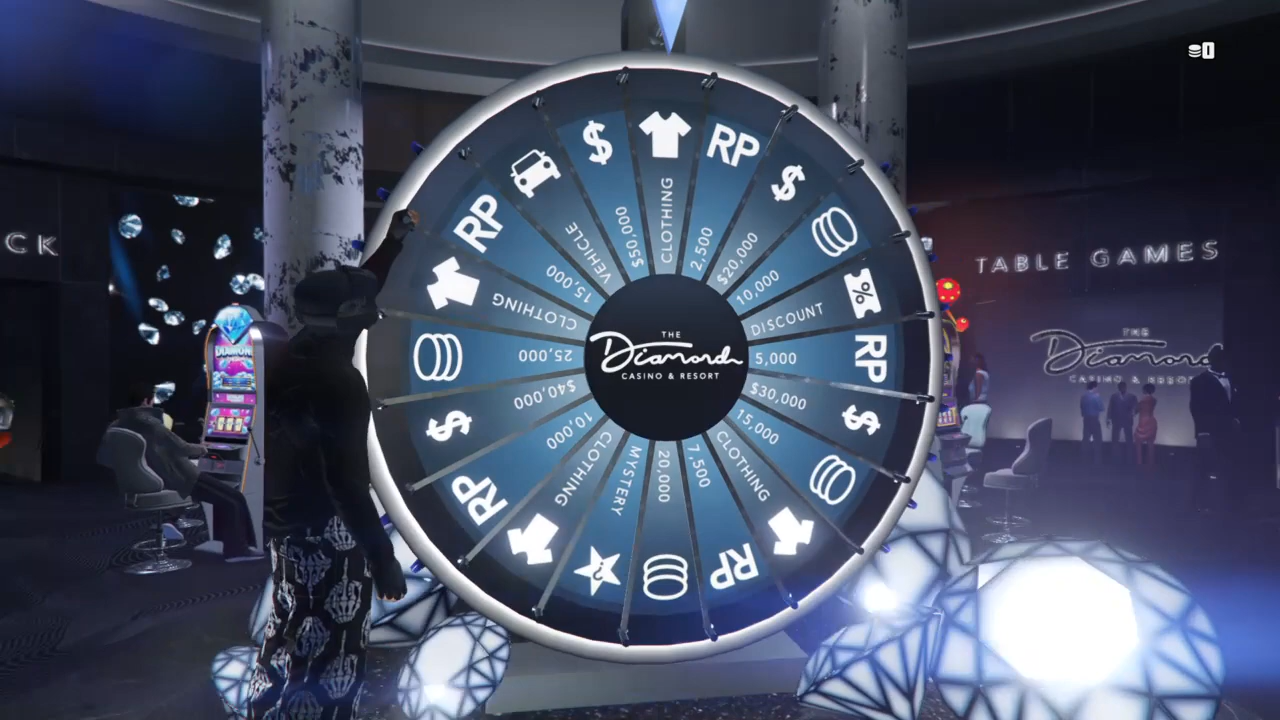 CK
TABLE GAMES
THE
Diamond
CASINO & RESORT
THE
Diamond
CASINO & RESORT
CLOTHING
RP
2,500
$
$20,000
10,000
%
DISCOUNT
RP
5,000
$
$30,000
15,000
CLOTHING
RP
7,500
20,000
?
MYSTERY
CLOTHING
RP
10,000
$
$40,000
25,000
CLOTHING
RP
15,000
VEHICLE
$
$50,000
DIAMOND
0